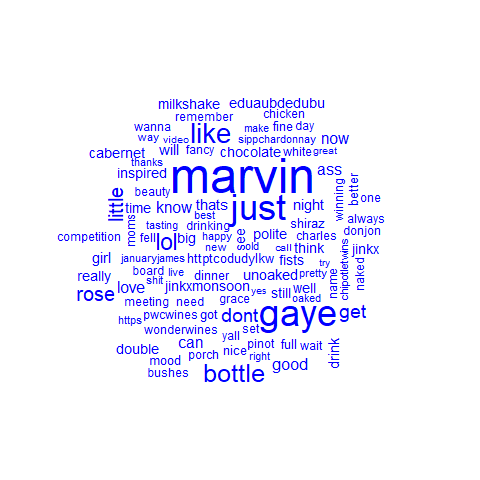 milkshake eduaubdedubu
remember chicken
wanna like make fine day
way video sippchardonnay now
cabernet will fancy chocolate white great
thanks
inspired marvin ass
beauty
little time know thats just night winning better one
best
moms tasting drinking shiraz always
competition fell lol big happy see polite charles donjon
new sold call think jinkx
girl januaryjames httptcodudylkw fists try chipotletwins
really board live dinner unoaked pretty name naked
shit
rose love jinkxmonsoon yes still well
meeting need grace gaye oaked
https pwcwines got dont get
wonderwines set
can yall pinot full wait drink
double porch nice right
mood good
bushes bottle